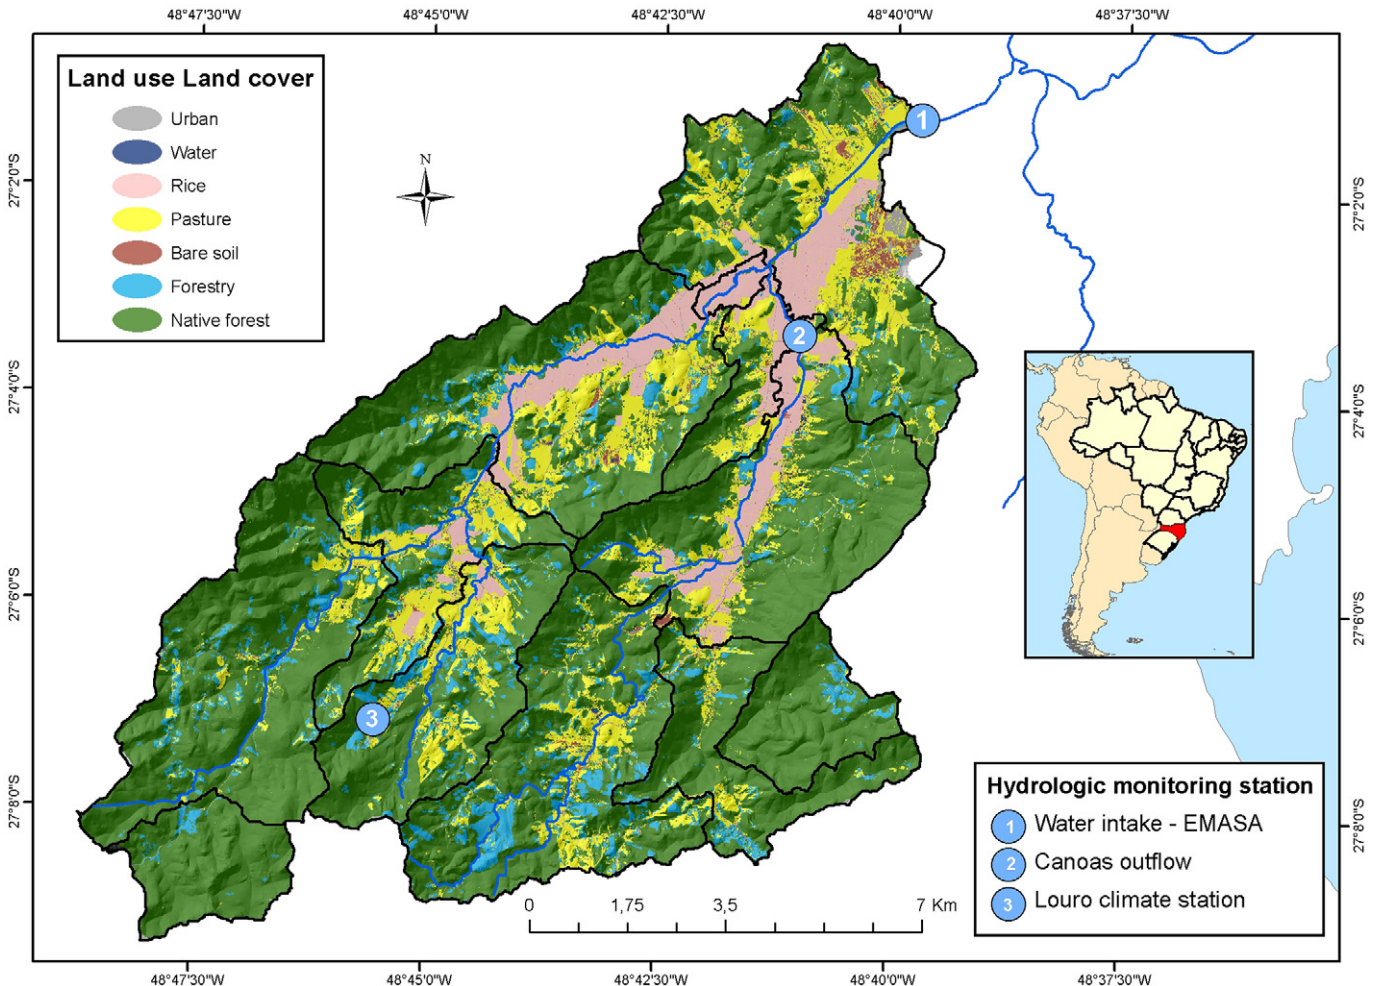 48°47'30"W 48°45'0"W 48°42'30"W 48°40'0"W 48°37'30"W
Land use Land cover
Urban
Water
Rice
Pasture
Bare soil
Forestry
Native forest
N
1
2
3
27°2'0"S
27°4'0"S
27°6'0"S
27°8'0"S
27°2'0"S
27°4'0"S
27°6'0"S
27°8'0"S
Hydrologic monitoring station
1 Water intake - EMASA
2 Canoas outflow
3 Louro climate station
0 1,75 3,5 7 Km
48°47'30"W 48°45'0"W 48°42'30"W 48°40'0"W 48°37'30"W